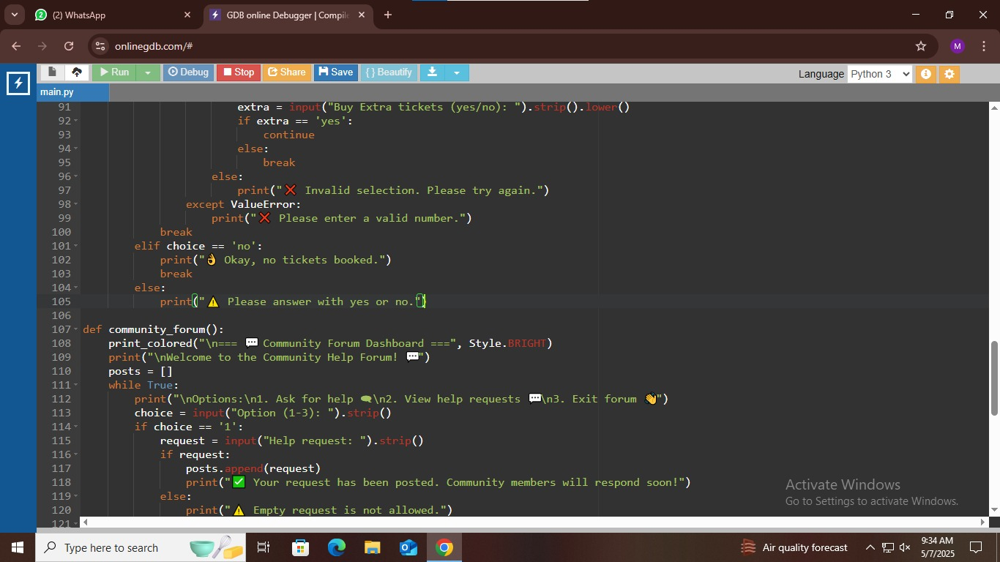 (2) WhatsApp
GDB online Debugger | Compile
onlinegdb.com/#
M
Run Debug Stop Share Save {} Beautify Language Python 3
main.py
91 extra = input("Buy Extra tickets (yes/no): ").strip().lower()
92 if extra == 'yes':
93 continue
94 else:
95 break
96 else:
97 print("❌ Invalid selection. Please try again.")
98 except ValueError:
99 print("❌ Please enter a valid number.")
100 break
101 elif choice == 'no':
102 print("👌 Okay, no tickets booked.")
103 break
104 else:
105 print("⚠️ Please answer with yes or no.")
106
107 def community_forum():
108 print_colored("\n=== 💬 Community Forum Dashboard ===", Style.BRIGHT)
109 print("\nWelcome to the Community Help Forum! 💬")
110 posts = []
111 while True:
112 print("\nOptions:\n1. Ask for help 🗨️\n2. View help requests 💬\n3. Exit forum 👋")
113 choice = input("Option (1-3): ").strip()
114 if choice == '1':
115 request = input("Help request: ").strip()
116 if request:
117 posts.append(request)
118 print("✅ Your request has been posted. Community members will respond soon!")
119 else:
120 print("⚠️ Empty request is not allowed.")
121
Activate Windows
Go to Settings to activate Windows.
Type here to search
Air quality forecast
9:34 AM
5/7/2025